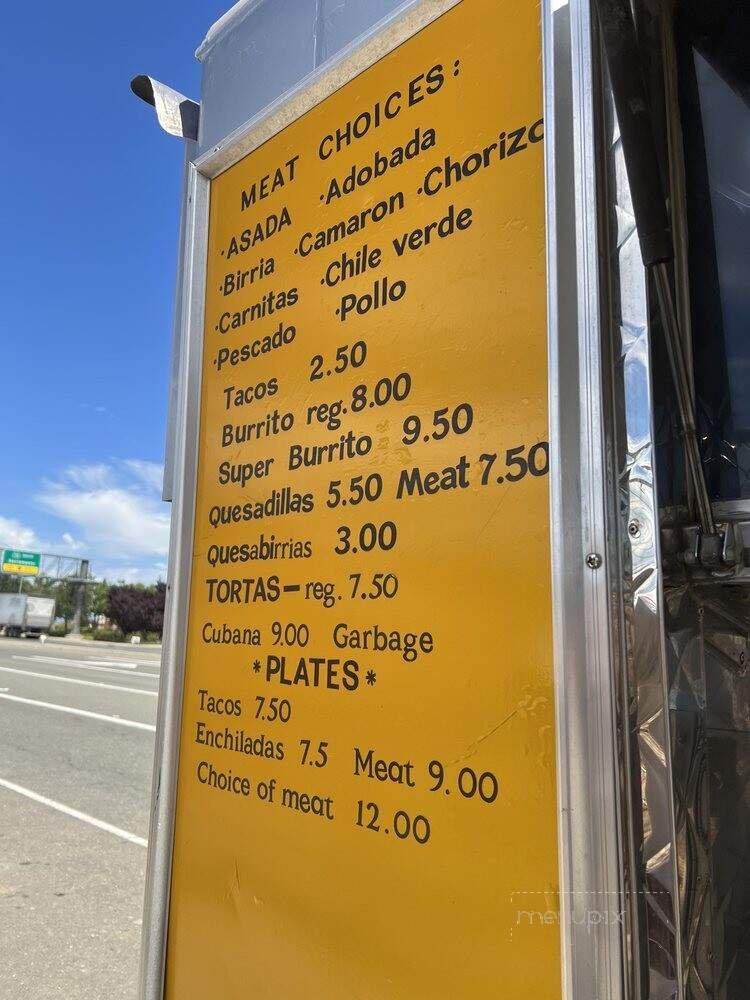 MEAT CHOICES:
·ASADA ·Adobada
·Birria ·Camaron ·Chorizo
·Carnitas ·Chile verde
·Pescado ·Pollo
Tacos 2.50
Burrito reg. 8.00
Super Burrito 9.50
Quesadillas 5.50 Meat 7.50
Quesabirrias 3.00
TORTAS- reg. 7.50
Cubana 9.00 Garbage
*PLATES*
Tacos 7.50
Enchiladas 7.5 Meat 9.00
Choice of meat 12.00
menupix